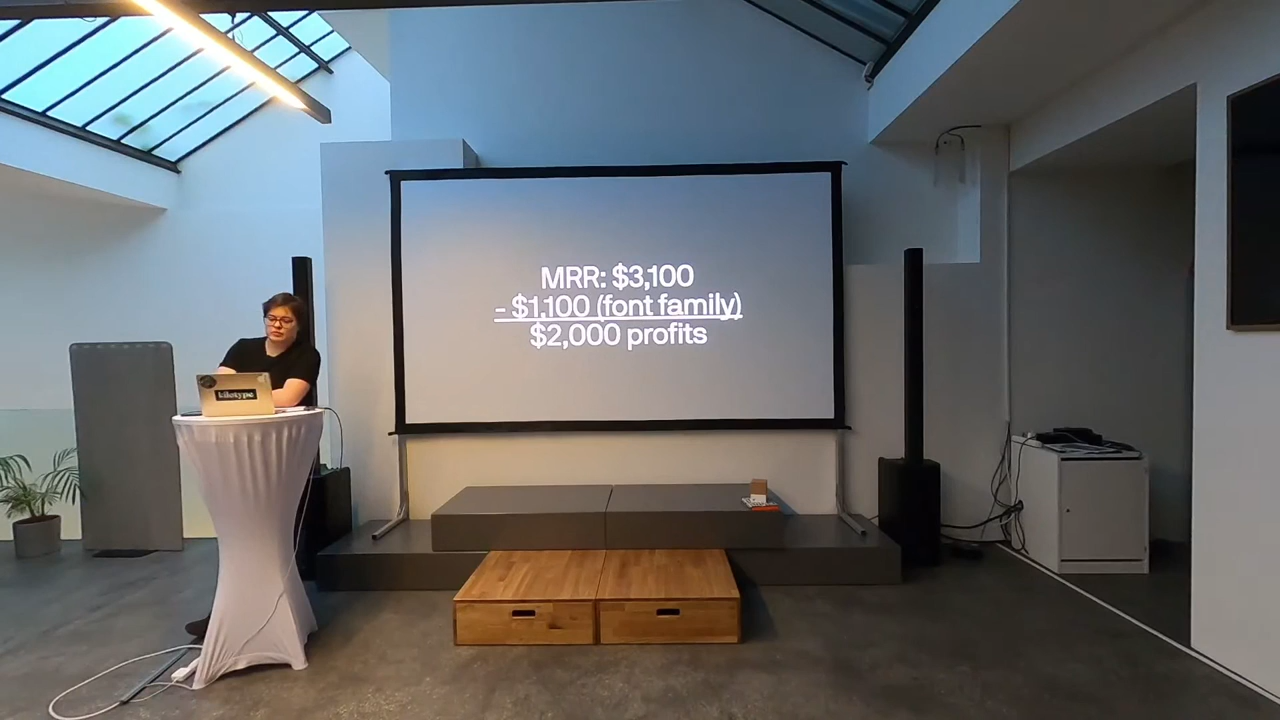 MRR: $3,100
- $1,100 (font family)
$2,000 profits